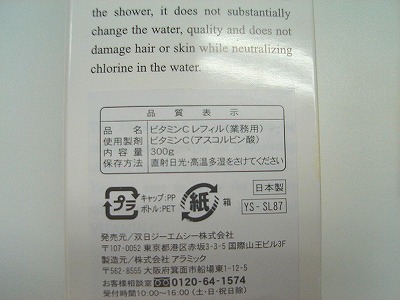 the shower, it does not substantially
change the water, quality and does not
damage hair or skin while neutralizing
chlorine in the water.
品質表示
品名 ビタミンC レフィル(業務用)
使用製剤 ビタミンC(アスコルビン酸)
内容量 300g
保存方法 直射日光・高温多湿をさけてください
プラ
キャップ:PP
ボトル:PET
紙
箱
日本製
YS-SL87
発売元/双日ジーエムシー株式会社
〒107-0052 東京都港区赤坂3-3-5 国際山王ビル3F
製造元/株式会社 アラミック
〒562-8555 大阪府箕面市船場東1-12-5
お客様相談室 0120-64-1574
受付時間10:00~16:00(土・日・祝日除く)